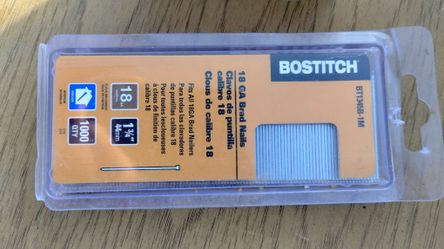 BOSTITCH
BT1345B-1M
18 GA Brad Nails
Clavos de puntilla
calibre 18
Clous de calibre 18
Fits All 18GA Brad Nailers
Para todas las clavadoras
de puntillas calibre 18
Pour toutes les cloueuses
à clous de finition de
calibre 18
18
GA
1 3/4"
44mm
1000
QTY